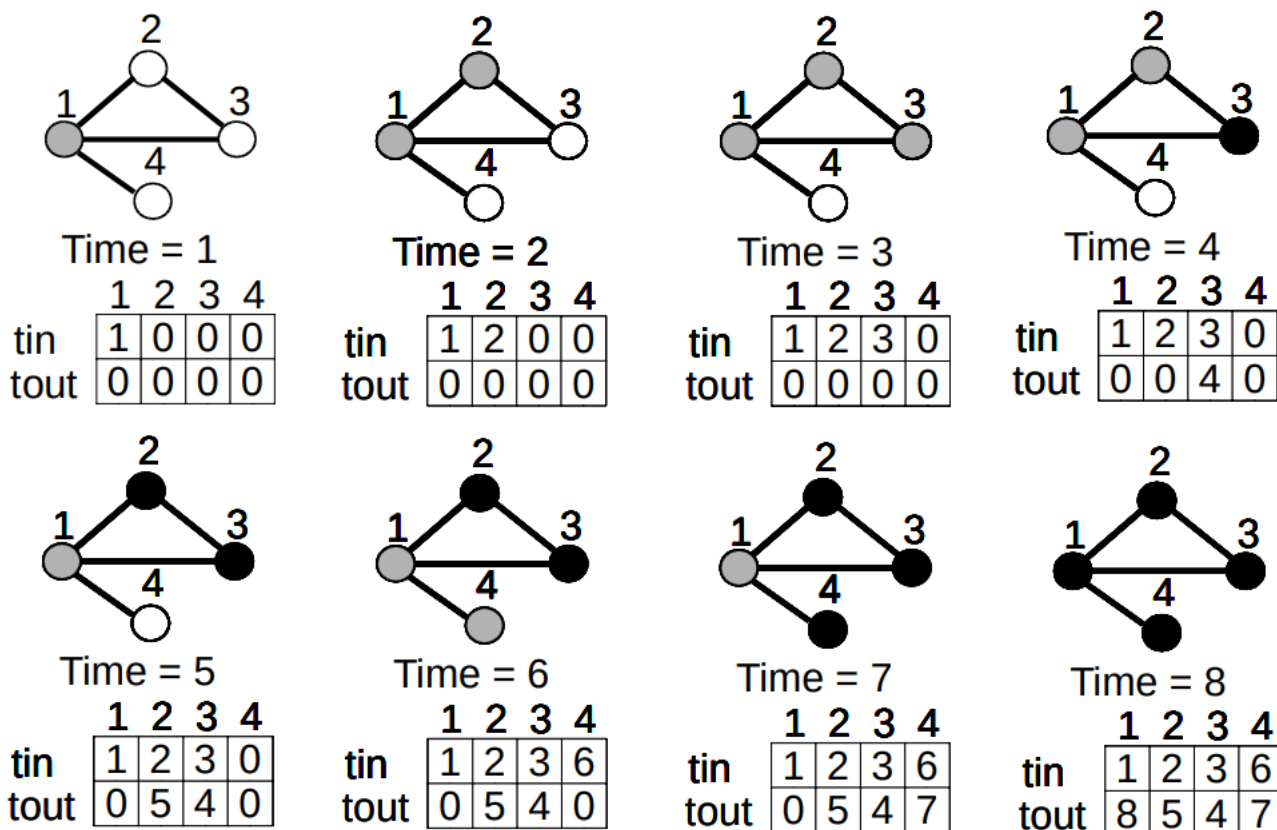 2
1
3
4
Time = 1
1 2 3 4
tin 1 0 0 0
tout 0 0 0 0
2
1
3
4
Time = 2
1 2 3 4
tin 1 2 0 0
tout 0 0 0 0
2
1
3
4
Time = 3
1 2 3 4
tin 1 2 3 0
tout 0 0 0 0
2
1
3
4
Time = 4
1 2 3 4
tin 1 2 3 0
tout 0 0 4 0
2
1
3
4
Time = 5
1 2 3 4
tin 1 2 3 0
tout 0 5 4 0
2
1
3
4
Time = 6
1 2 3 4
tin 1 2 3 6
tout 0 5 4 0
2
1
3
4
Time = 7
1 2 3 4
tin 1 2 3 6
tout 0 5 4 7
2
1
3
4
Time = 8
1 2 3 4
tin 1 2 3 6
tout 8 5 4 7